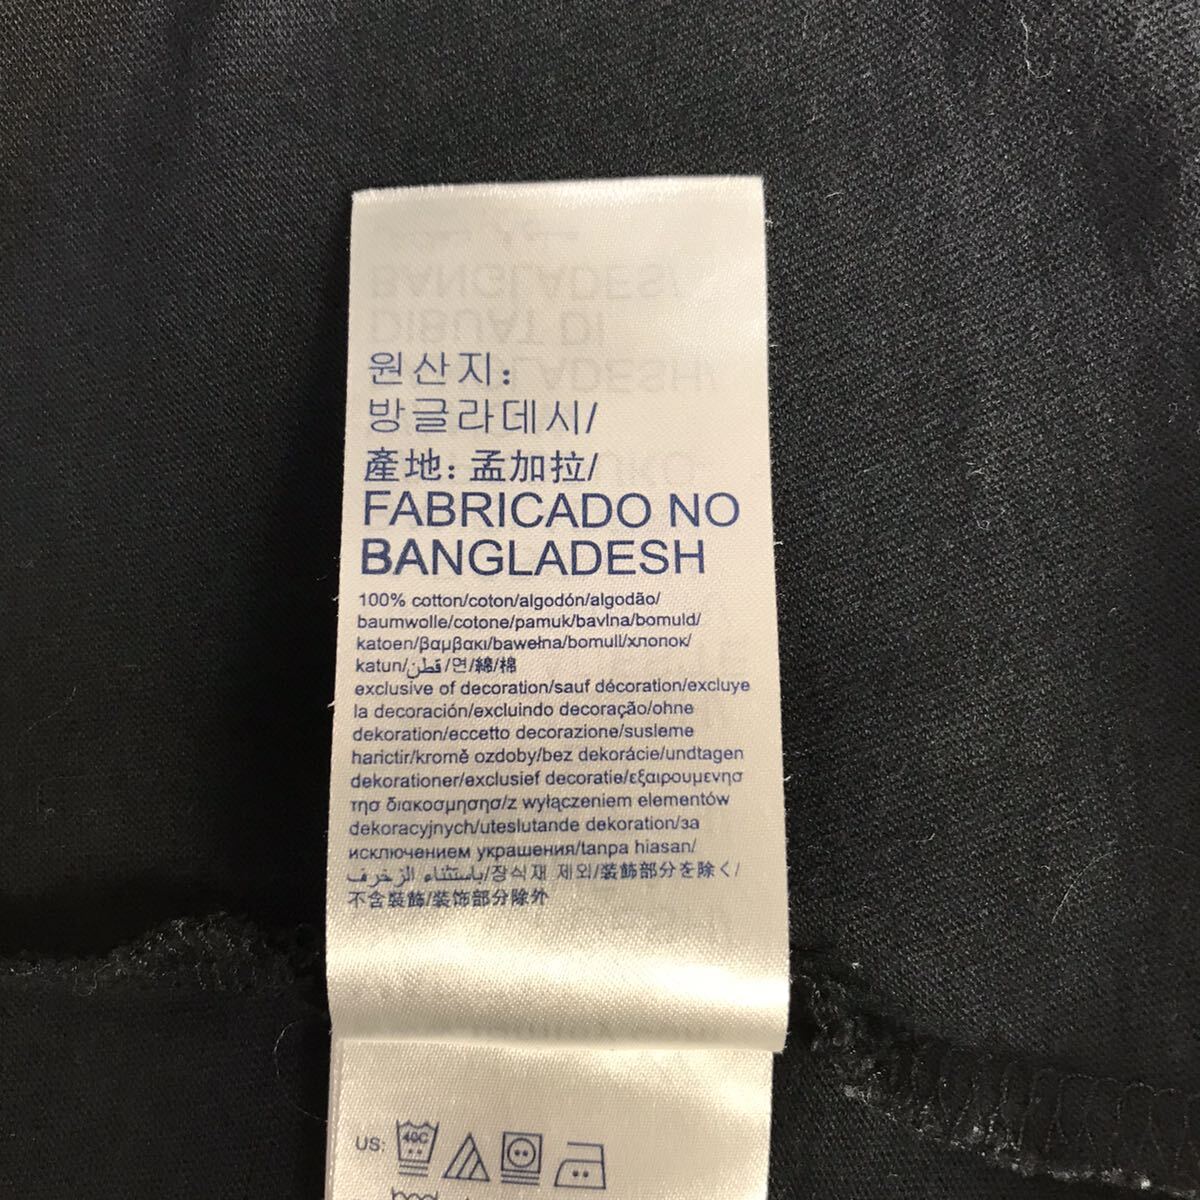 원산지:
방글라데시/
產地: 孟加拉/
FABRICADO NO
BANGLADESH
100% cotton/coton/algodón/algodão/
baumwolle/cotone/pamuk/bavlna/bomuld/
katoen/βαμβακι/bawełna/bomull/хлопок/
katun/قطن/면/綿/棉
exclusive of decoration/sauf décoration/excluye
la decoración/excluindo decoração/ohne
dekoration/eccetto decorazione/susleme
harictir/kromě ozdoby/bez dekorácie/undtagen
dekorationer/exclusief decoratie/εξαιρουμενησ
τησ διακοσμησησ/z wyłączeniem elementów
dekoracyjnych/uteslutande dekoration/за
исключением украшения/tanpa hiasan/
باستثناء الزخرف/장식재 제외/装飾部分を除く/
不含裝飾/装饰部分除外
US: 40C